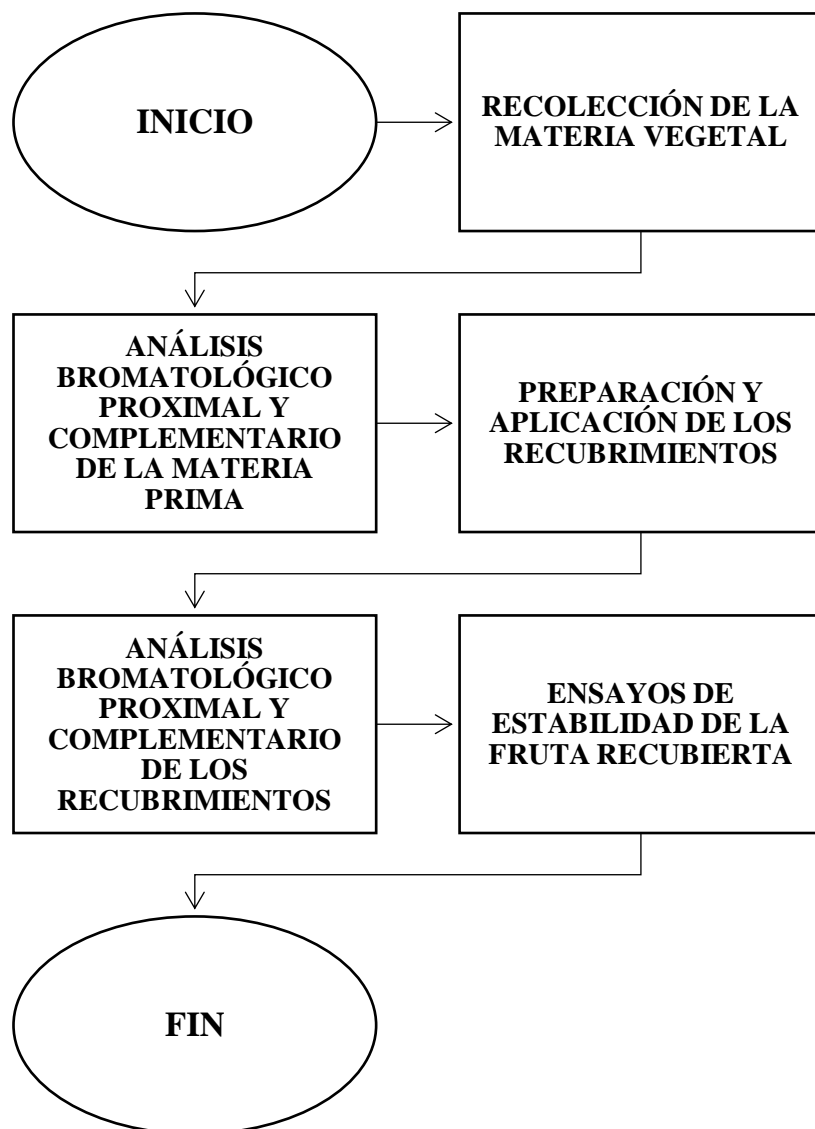 INICIO
RECOLECCIÓN DE LA
MATERIA VEGETAL
ANÁLISIS
BROMATOLÓGICO
PROXIMAL Y
COMPLEMENTARIO
DE LA MATERIA
PRIMA
PREPARACIÓN Y
APLICACIÓN DE LOS
RECUBRIMIENTOS
ANÁLISIS
BROMATOLÓGICO
PROXIMAL Y
COMPLEMENTARIO
DE LOS
RECUBRIMIENTOS
ENSAYOS DE
ESTABILIDAD DE LA
FRUTA RECUBIERTA
FIN